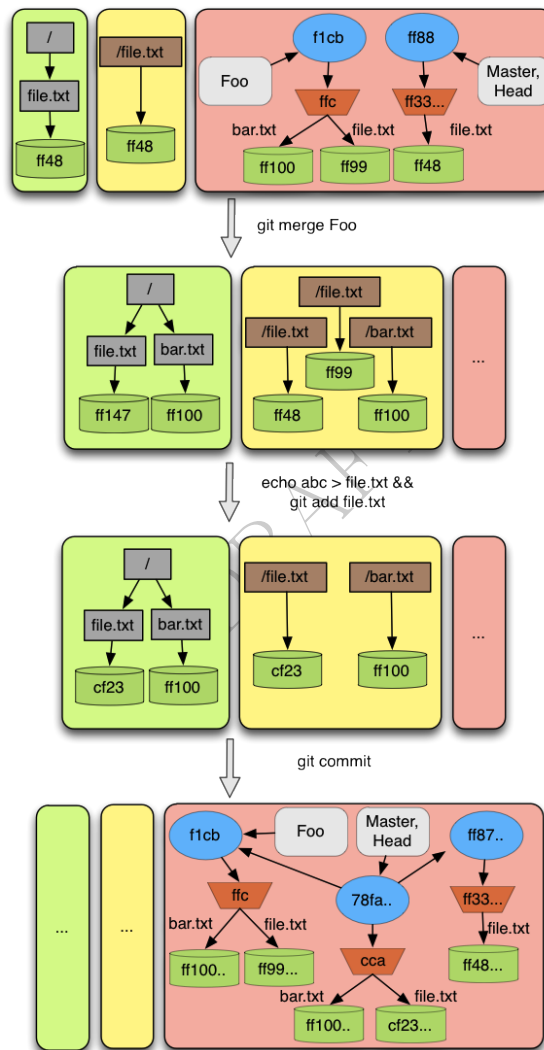 /
file.txt
ff48
/file.txt
ff48
f1cb
ff88
Foo
Master,
Head
ffc
ff33...
bar.txt
file.txt
file.txt
ff100
ff99
ff48
git merge Foo
/
file.txt
bar.txt
ff147
ff100
/file.txt
/file.txt
/bar.txt
ff99
ff48
ff100
...
echo abc > file.txt &&
git add file.txt
/
file.txt
bar.txt
cf23
ff100
/file.txt
/bar.txt
cf23
ff100
...
git commit
...
...
f1cb
Foo
Master,
Head
ff87..
ffc
78fa..
ff33...
bar.txt
file.txt
file.txt
ff100..
ff99...
cca
ff48...
bar.txt
file.txt
ff100..
cf23...